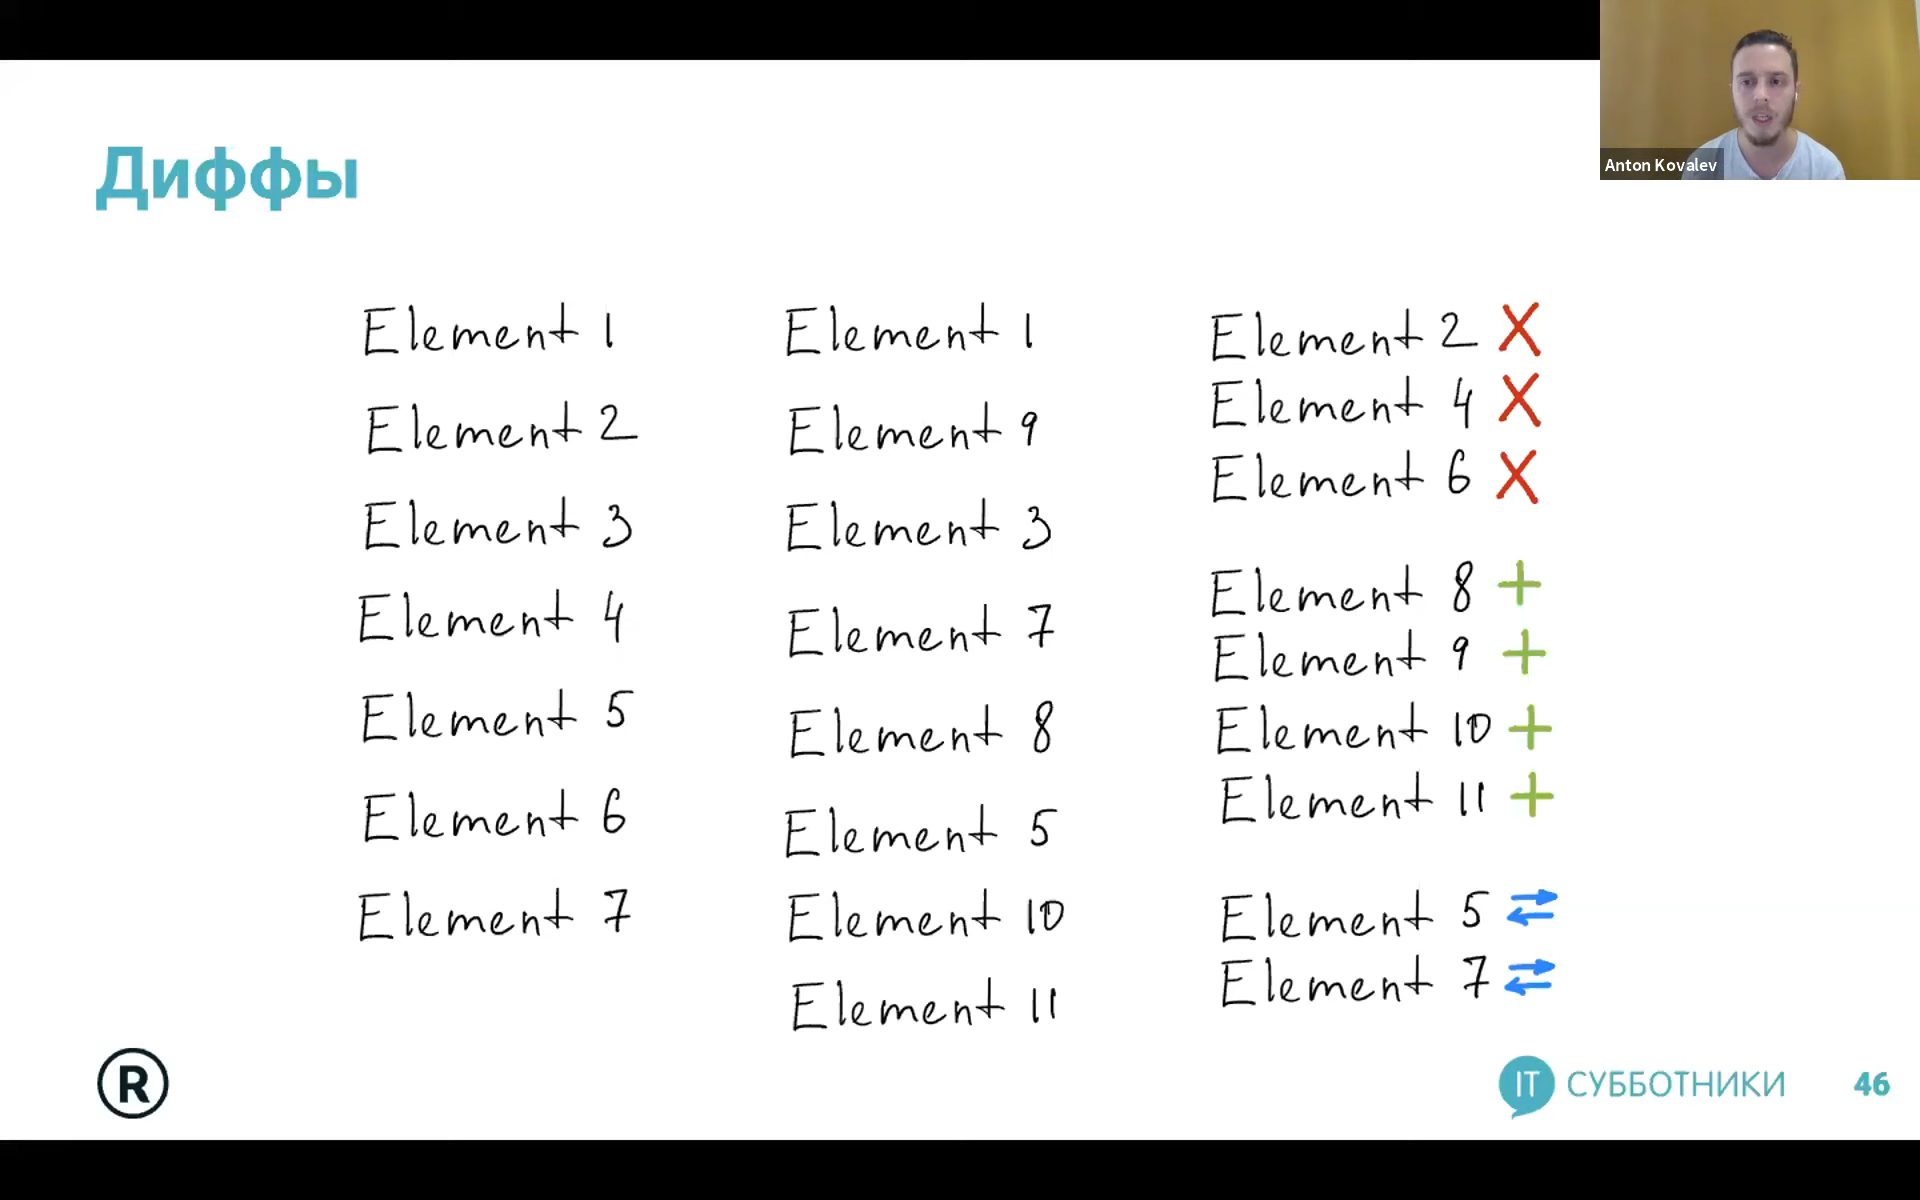 Anton Kovalev
Диффы
Element 1
Element 2
Element 3
Element 4
Element 5
Element 6
Element 7
Element 1
Element 9
Element 3
Element 7
Element 8
Element 5
Element 10
Element 11
Element 2 X
Element 4 X
Element 6 X
Element 8 +
Element 9 +
Element 10 +
Element 11 +
Element 5 ⇄
Element 7 ⇄
R
IT СУББОТНИКИ
46